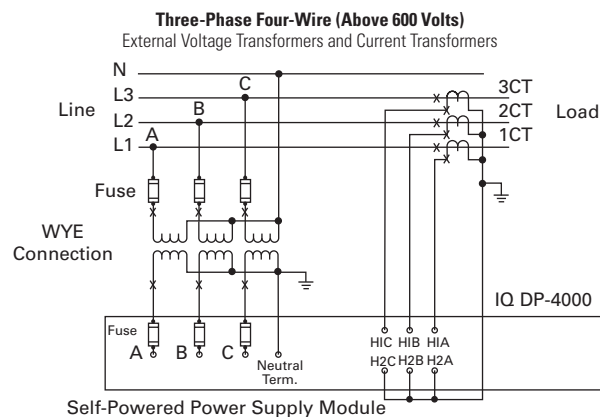 Three-Phase Four-Wire (Above 600 Volts)
External Voltage Transformers and Current Transformers
N
L3
C
3CT
Line
L2
B
2CT
Load
L1
A
1CT
Fuse
WYE
Connection
IQ DP-4000
Fuse
A
B
C
Neutral
Term.
HIC HIB HIA
H2C H2B H2A
Self-Powered Power Supply Module